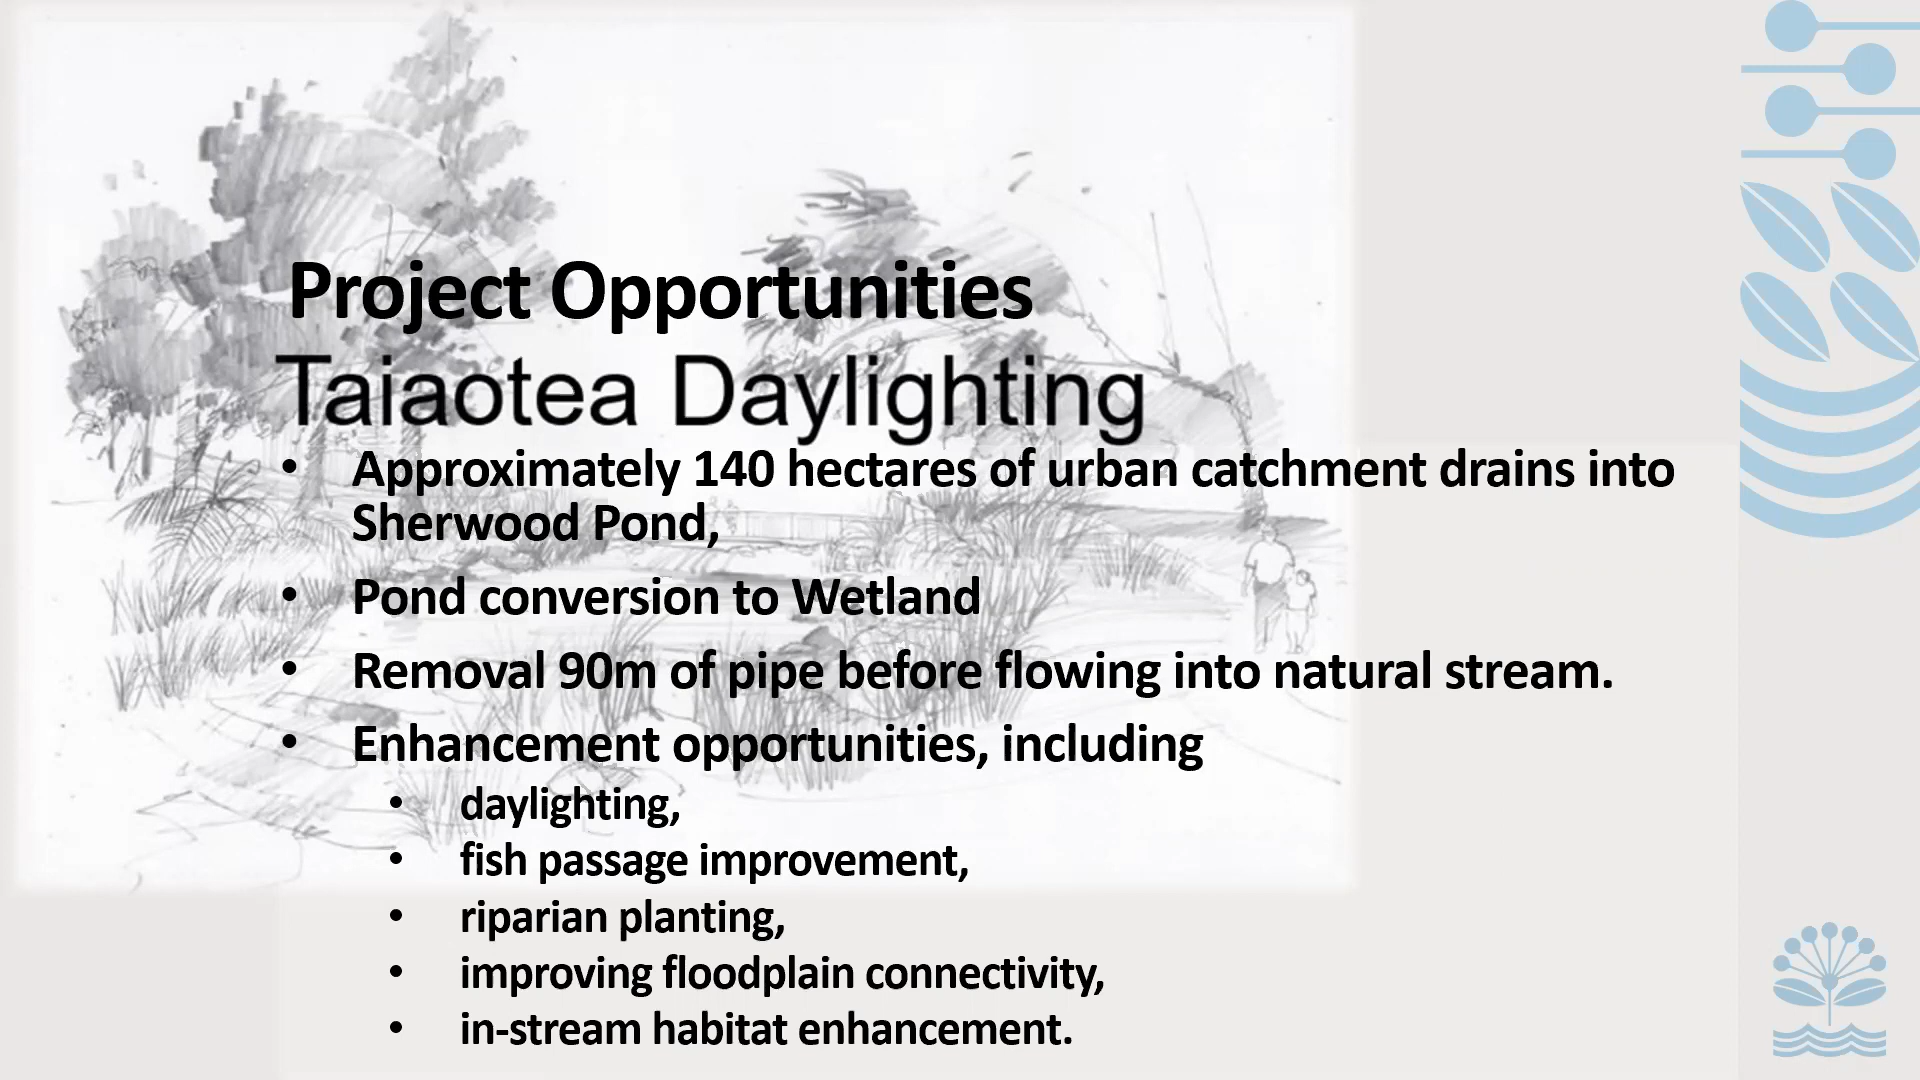 Project Opportunities
Taiaotea Daylighting
• Approximately 140 hectares of urban catchment drains into
Sherwood Pond,
• Pond conversion to Wetland
• Removal 90m of pipe before flowing into natural stream.
• Enhancement opportunities, including
• daylighting,
• fish passage improvement,
• riparian planting,
• improving floodplain connectivity,
• in-stream habitat enhancement.